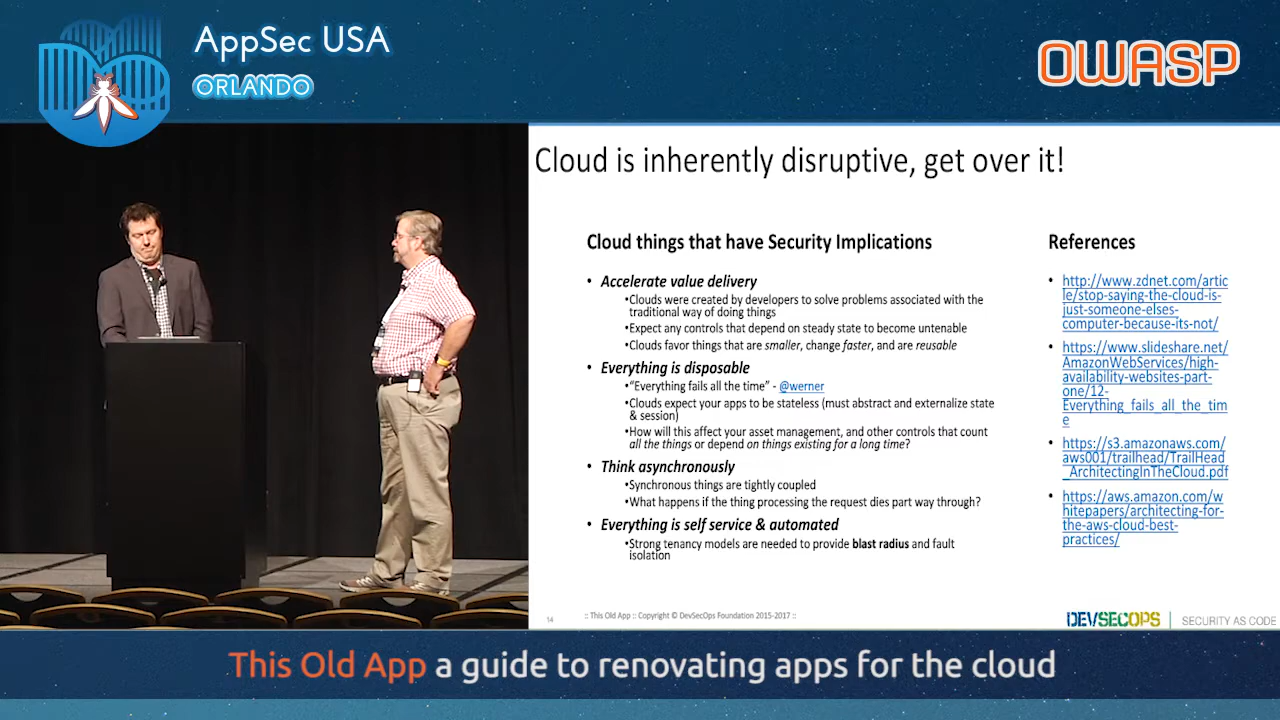 AppSec USA
ORLANDO
OWASP
Cloud is inherently disruptive, get over it!
Cloud things that have Security Implications
• Accelerate value delivery
•Clouds were created by developers to solve problems associated with the
traditional way of doing things
•Expect any controls that depend on steady state to become untenable
•Clouds favor things that are smaller, change faster, and are reusable
• Everything is disposable
•"Everything fails all the time" - @werner
•Clouds expect your apps to be stateless (must abstract and externalize state
& session)
•How will this affect your asset management, and other controls that count
all the things or depend on things existing for a long time?
• Think asynchronously
•Synchronous things are tightly coupled
•What happens if the thing processing the request dies part way through?
• Everything is self service & automated
•Strong tenancy models are needed to provide blast radius and fault
isolation
References
• http://www.zdnet.com/artic
le/stop-saying-the-cloud-is-
just-someone-elses-
computer-because-its-not/
• https://www.slideshare.net/
AmazonWebServices/high-
availability-websites-part-
one/12-
Everything_fails_all_the_tim
e
• https://s3.amazonaws.com/
aws001/trailhead/TrailHead
_ArchitectingInTheCloud.pdf
• https://aws.amazon.com/w
hitepapers/architecting-for-
the-aws-cloud-best-
practices/
14
:: This Old App :: Copyright © DevSecOps Foundation 2015-2017 ::
DEVSECOPS | SECURITY AS CODE
This Old App a guide to renovating apps for the cloud